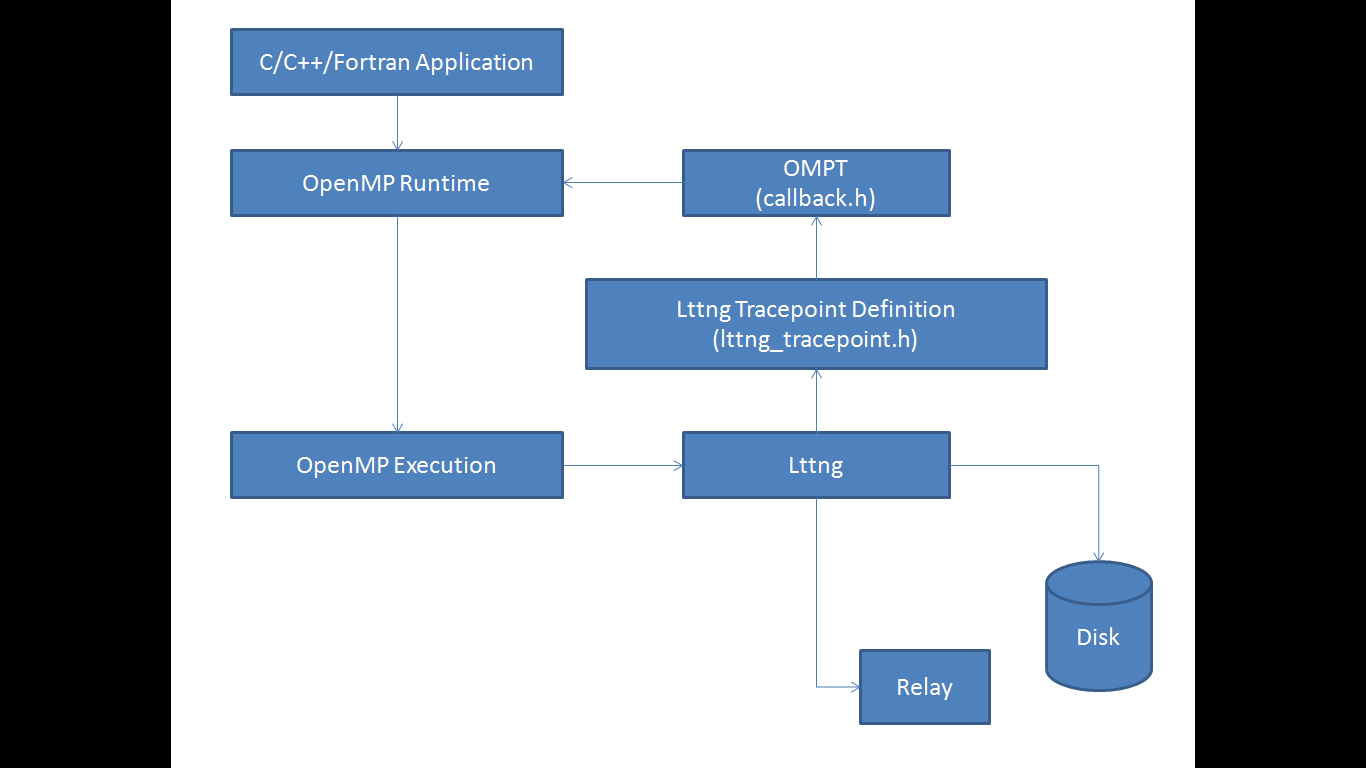 C/C++/Fortran Application
OpenMP Runtime
OMPT
(callback.h)
Lttng Tracepoint Definition
(lttng_tracepoint.h)
OpenMP Execution
Lttng
Disk
Relay